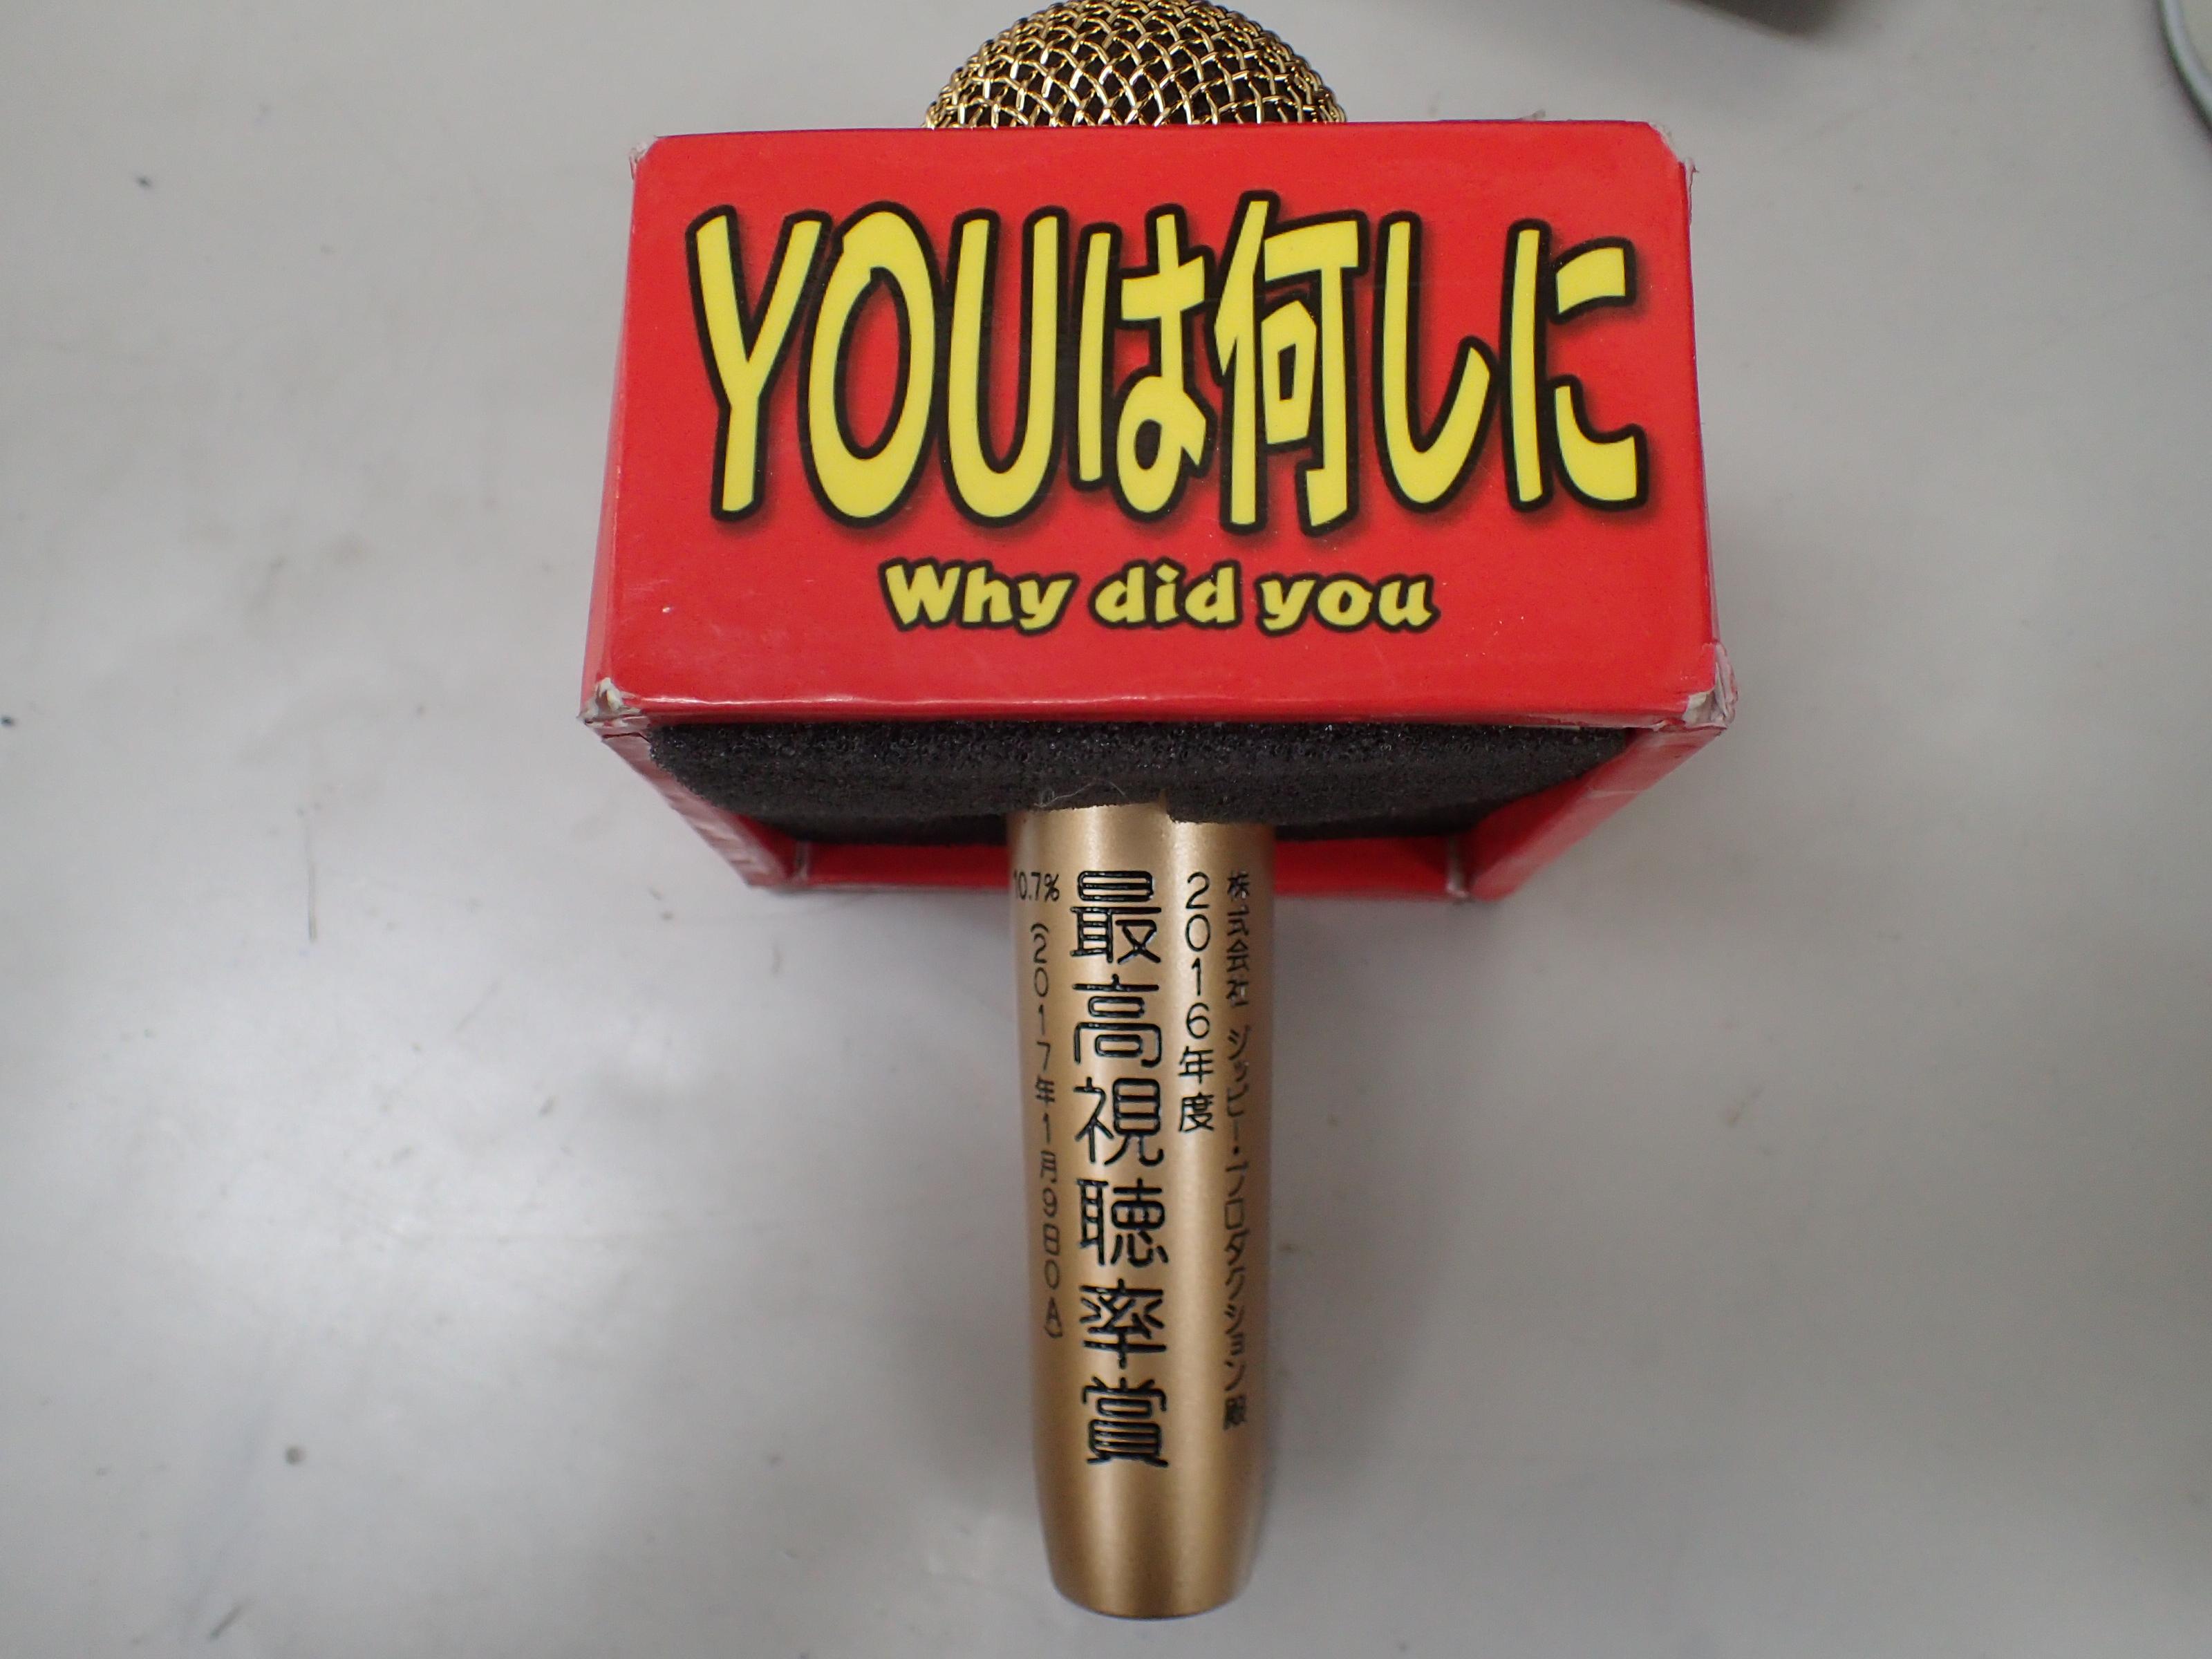 YOUは何しに
Why did you
株式会社 ジッピー・プロダクション殿
2016年度
最高視聴率賞
10.7% (2017年1月9日OA)